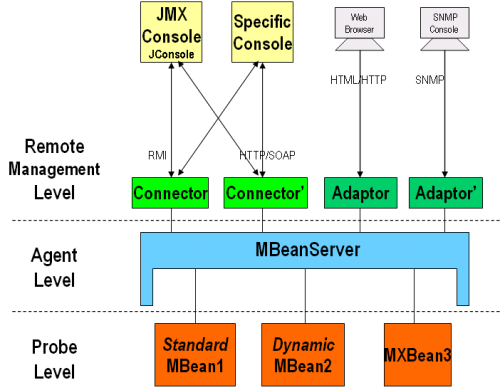 JMX
Console
JConsole
Specific
Console
Web
Browser
SNMP
Console
HTML/HTTP
SNMP
RMI
HTTP/SOAP
Remote
Management
Level
Connector
Connector'
Adaptor
Adaptor'
Agent
Level
MBeanServer
Probe
Level
Standard
MBean1
Dynamic
MBean2
MXBean3